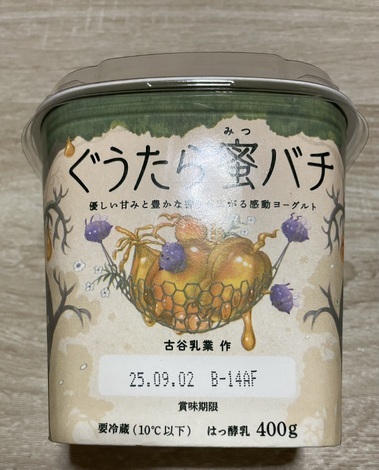 みつ
ぐうたら蜜バチ
優しい甘みと豊かな がる感動ヨーグルト
古谷乳業 作
25.09.02 B-14AF
賞味期限
要冷蔵(10℃以下) はっ酵乳 400g